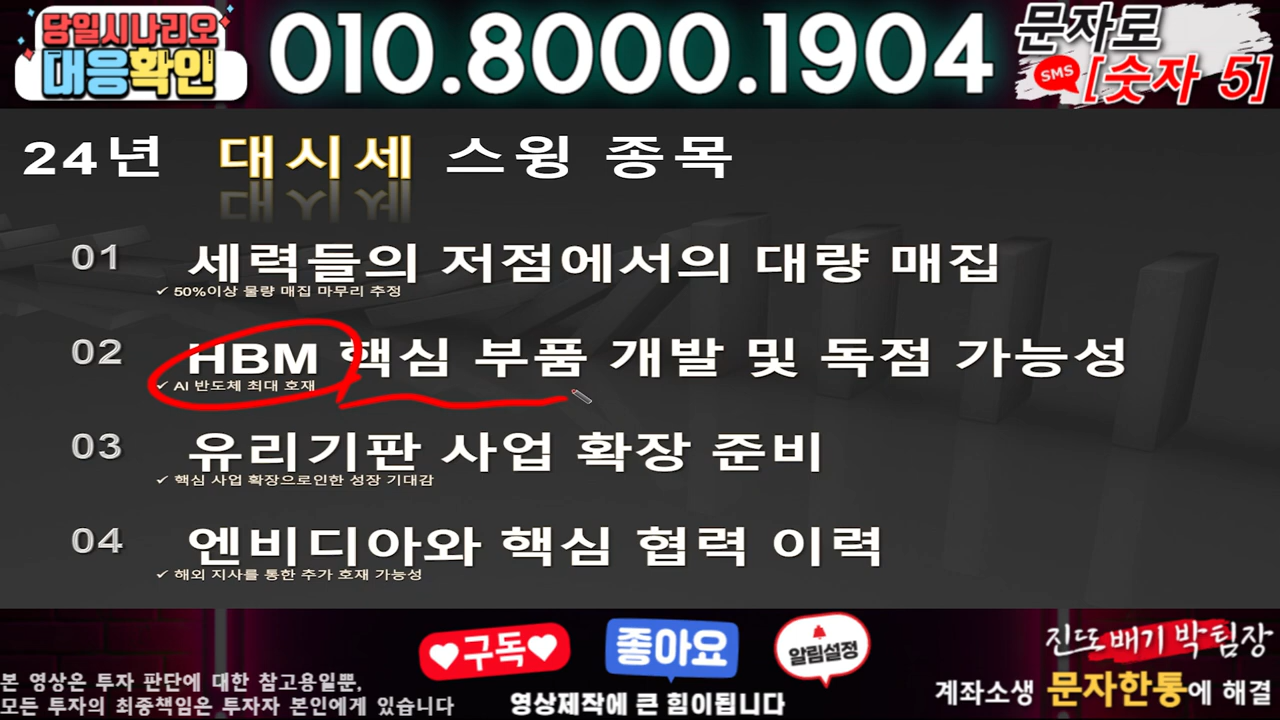 당일시나리오
대응확인
010.8000.1904
문자로
SMS [숫자 5]
24년 대시세 스윙 종목
01 세력들의 저점에서의 대량 매집
✓ 50%이상 물량 매집 마무리 추정
02 HBM 핵심 부품 개발 및 독점 가능성
✓ AI 반도체 최대 호재
03 유리기판 사업 확장 준비
✓ 핵심 사업 확장으로인한 성장 기대감
04 엔비디아와 핵심 협력 이력
✓ 해외 지사를 통한 추가 호재 가능성
구독
좋아요
알림설정
영상제작에 큰 힘이됩니다
본 영상은 투자 판단에 대한 참고용일뿐,
모든 투자의 최종책임은 투자자 본인에게 있습니다
진또배기 박팀장
계좌소생 문자한통에 해결